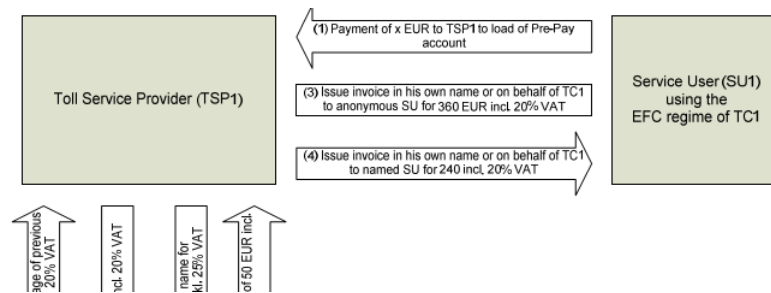 (1) Payment of x EUR to TSP1 to load of Pre-Pay
account
Toll Service Provider (TSP1)
(3) Issue invoice in his own name or on behalf of TC1
to anonymous SU for 360 EUR incl. 20% VAT
Service User (SU1)
using the
EFC regime of TC1
(4) Issue invoice in his own name or on behalf of TC1
to named SU for 240 incl. 20% VAT
age of previous
20% VAT
incl. 20% VAT
name for
25% VAT
of 50 EUR incl.